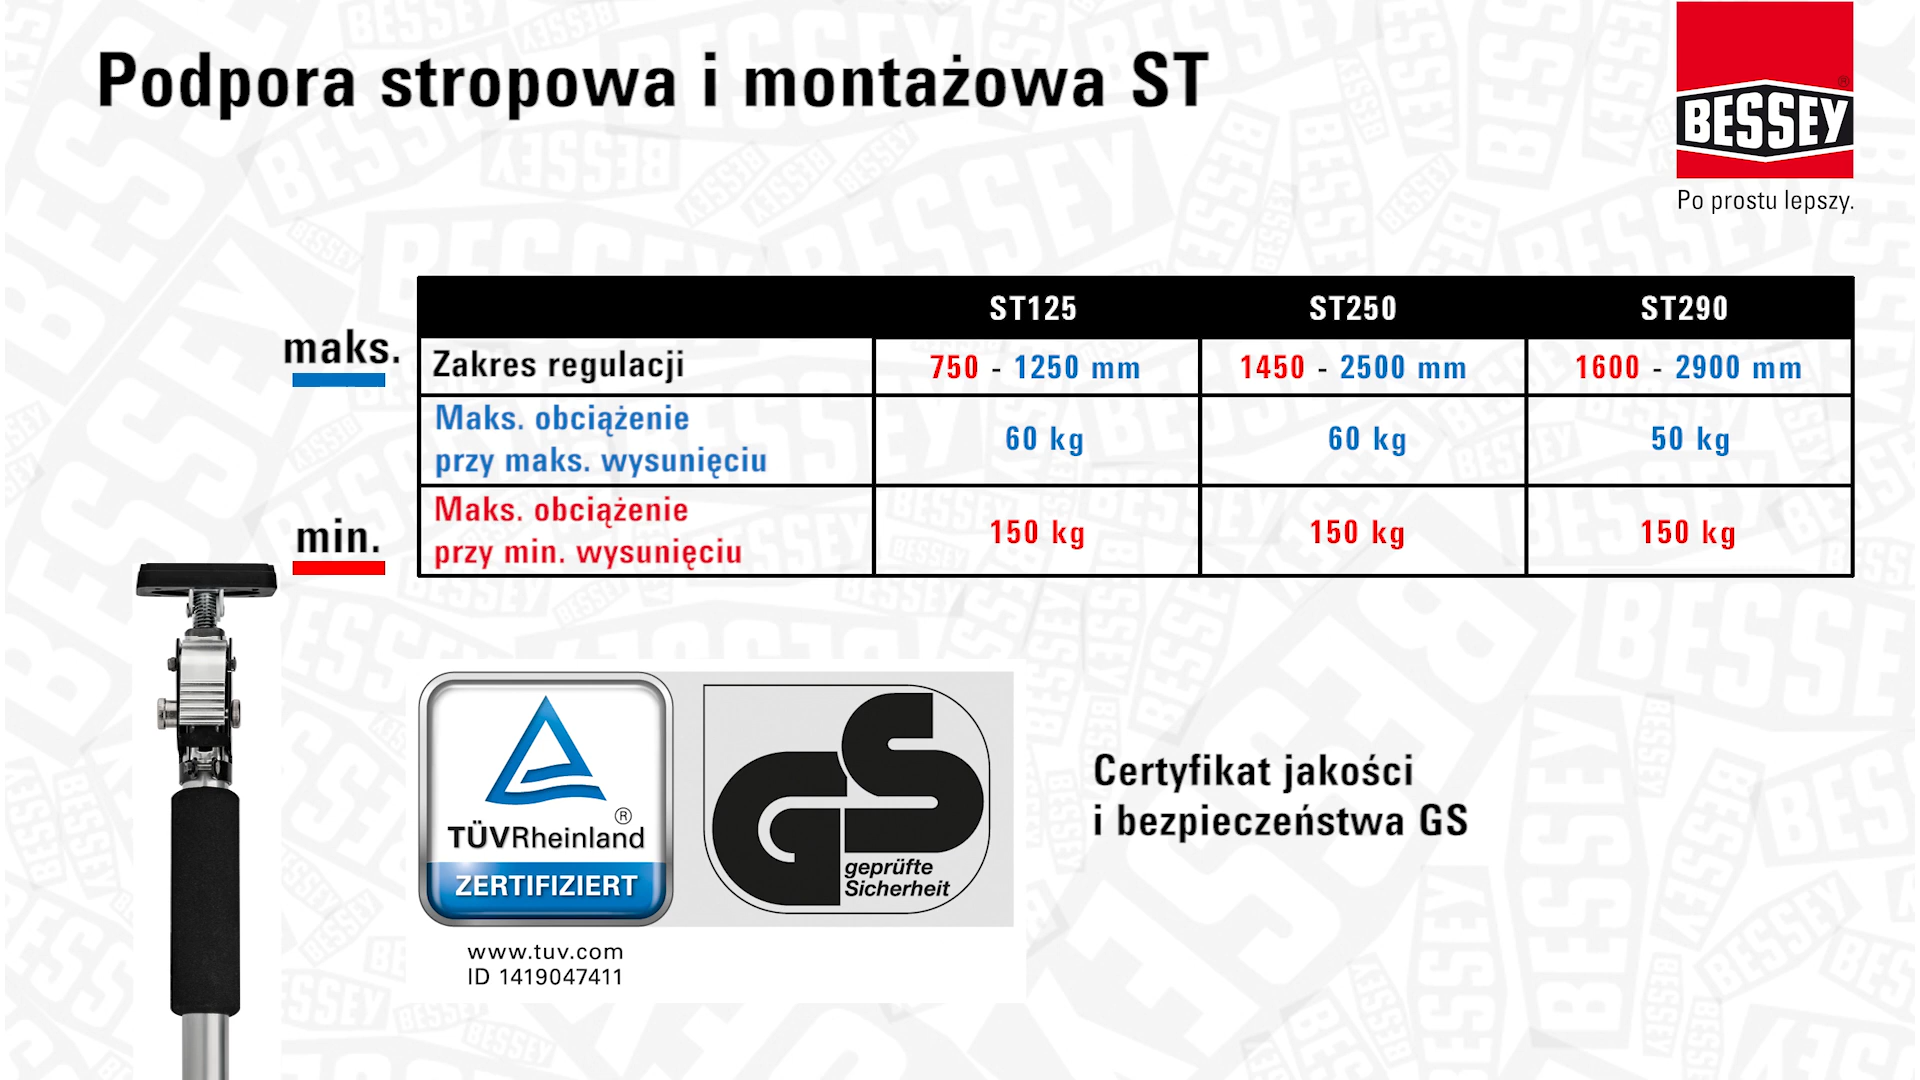 Podpora stropowa i montażowa ST
BESSEY
®
Po prostu lepszy.
ST125 ST250 ST290
maks.
Zakres regulacji 750 - 1250 mm 1450 - 2500 mm 1600 - 2900 mm
Maks. obciążenie
przy maks. wysunięciu 60 kg 60 kg 50 kg
min.
Maks. obciążenie
przy min. wysunięciu 150 kg 150 kg 150 kg
TÜVRheinland®
ZERTIFIZIERT
GS
geprüfte
Sicherheit
www.tuv.com
ID 1419047411
Certyfikat jakości
i bezpieczeństwa GS